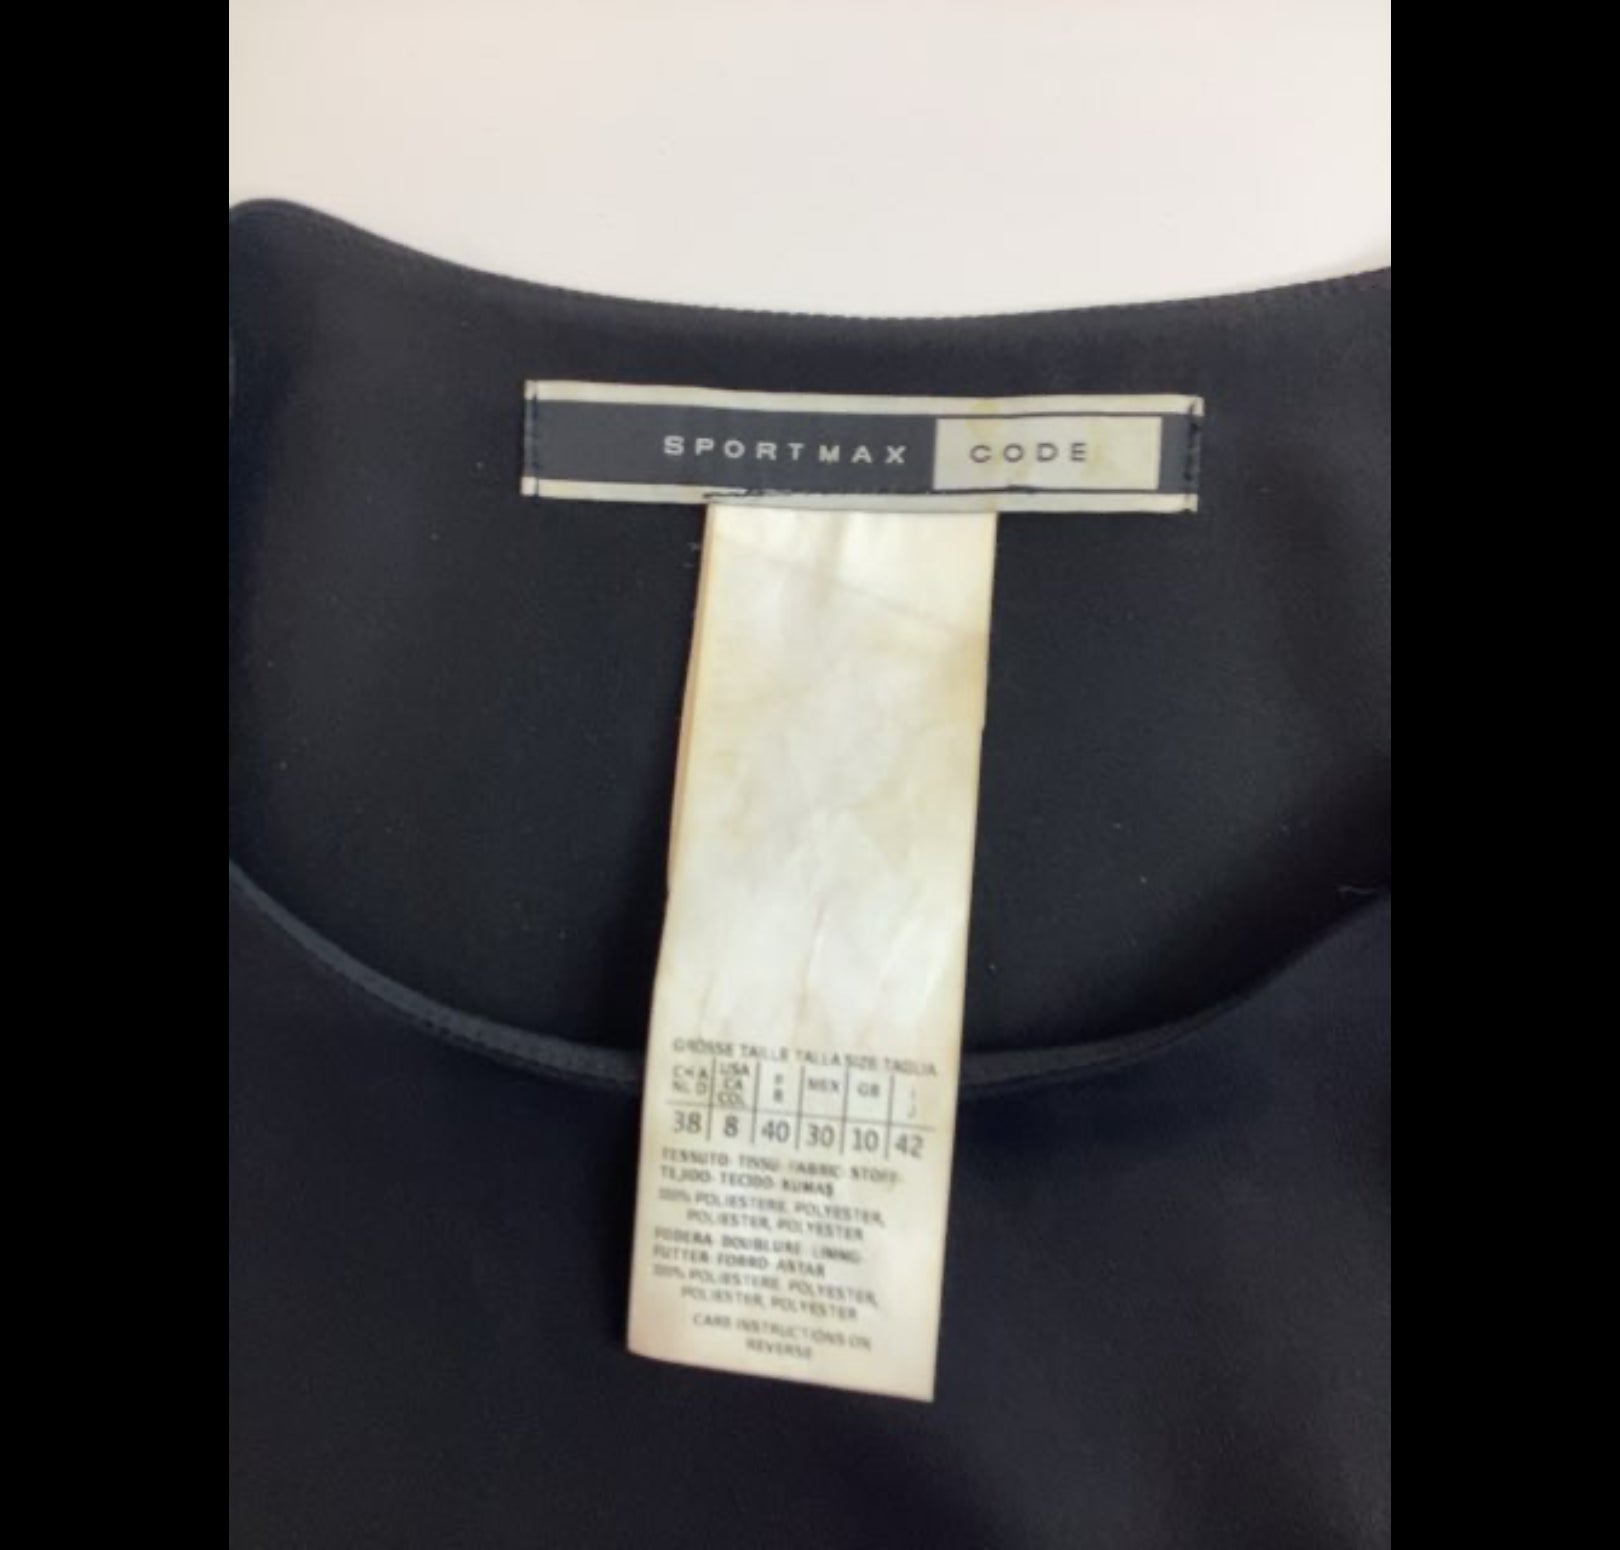 SPORTMAX CODE
GRÖSSE TAILLE TALLA SIZE TAGLIA
CH A USA F MEX GB I
NL D CA B J
COL
38 8 40 30 10 42
TESSUTO- TISSU- FABRIC- STOFF-
TEJIDO- TECIDO- KUMAŞ
100% POLIESTERE, POLYESTER,
POLIESTER, POLYESTER
FODERA- DOUBLURE- LINING-
FUTTER- FORRO- ASTAR
100% POLIESTERE, POLYESTER,
POLIESTER, POLYESTER
CARE INSTRUCTIONS ON
REVERSE